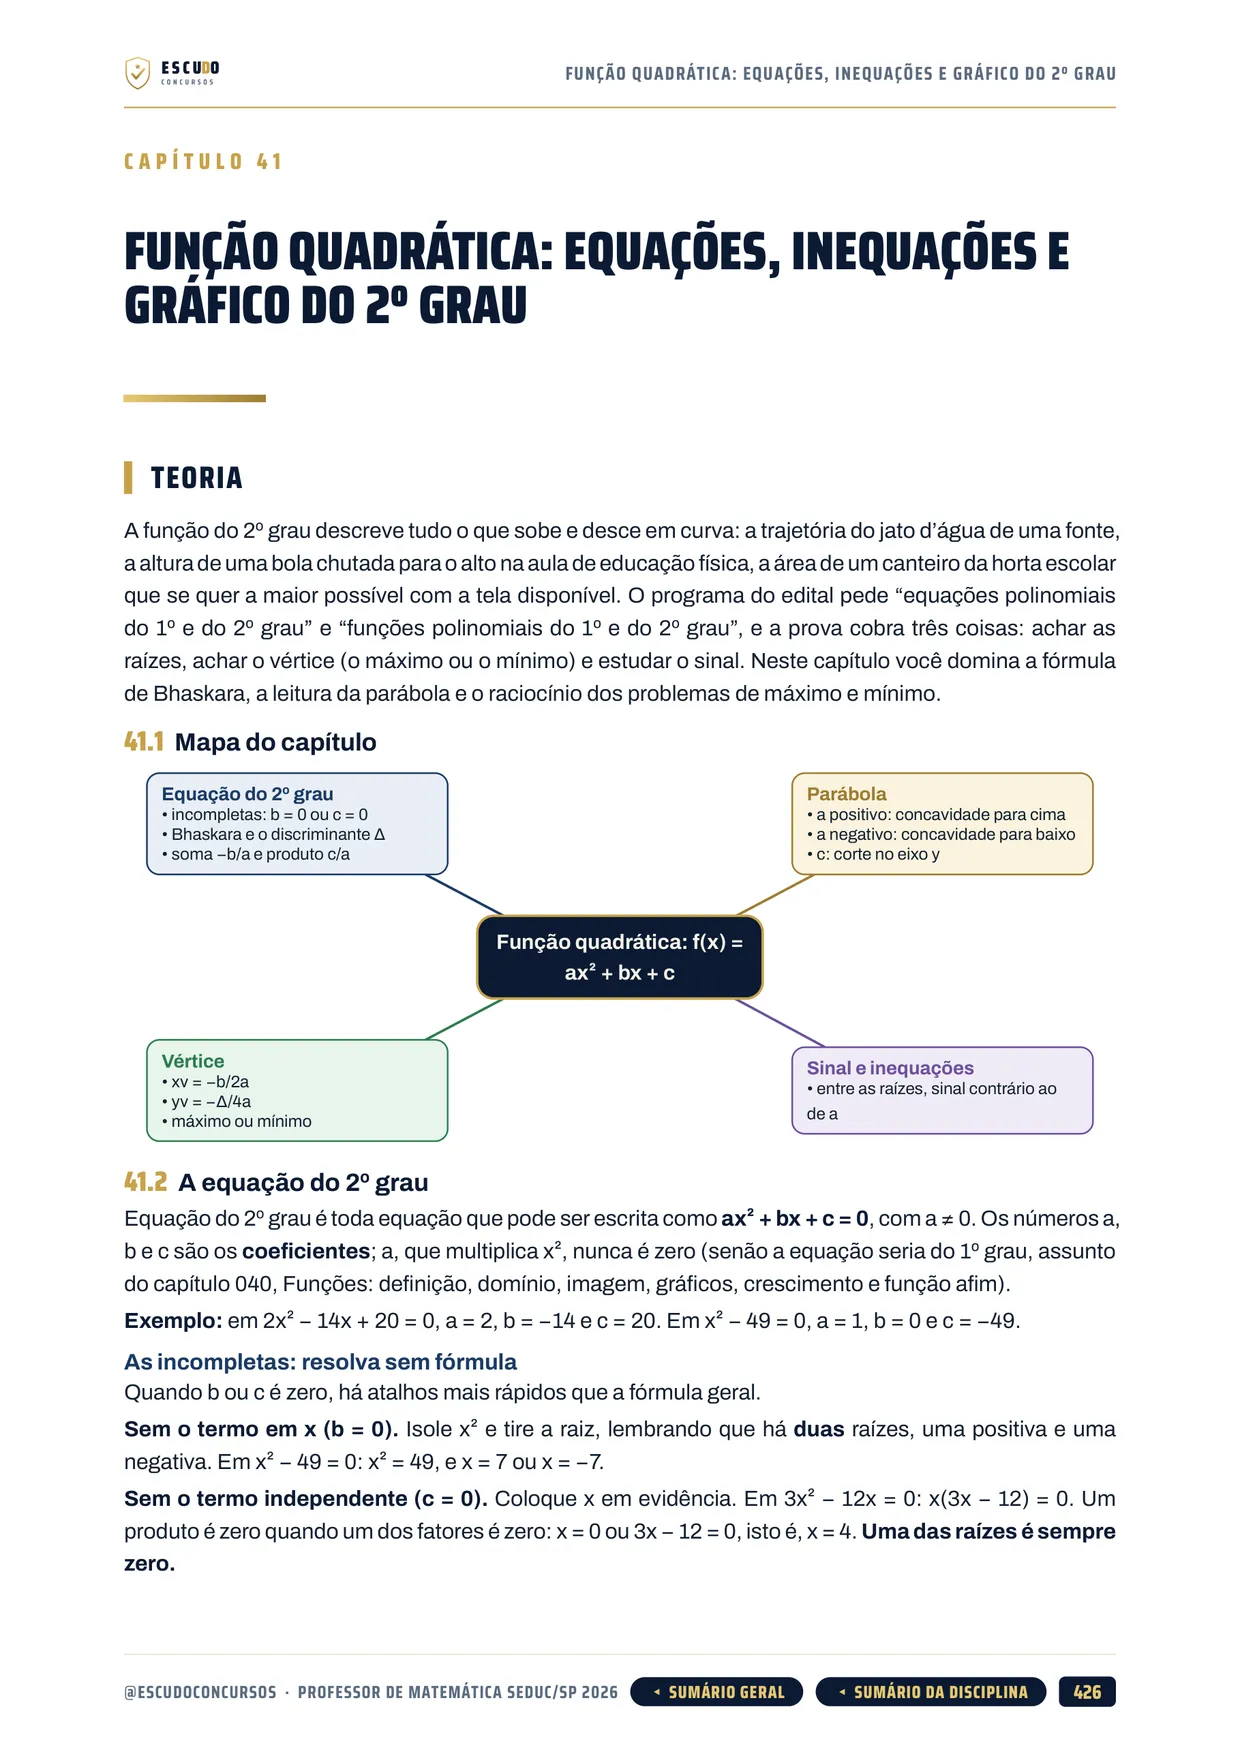 ESCUDO
CONCURSOS
FUNÇÃO QUADRÁTICA: EQUAÇÕES, INEQUAÇÕES E GRÁFICO DO 2º GRAU
CAPÍTULO 41
FUNÇÃO QUADRÁTICA: EQUAÇÕES, INEQUAÇÕES E
GRÁFICO DO 2º GRAU
TEORIA
A função do 2º grau descreve tudo o que sobe e desce em curva: a trajetória do jato d’água de uma fonte,
a altura de uma bola chutada para o alto na aula de educação física, a área de um canteiro da horta escolar
que se quer a maior possível com a tela disponível. O programa do edital pede “equações polinomiais
do 1º e do 2º grau” e “funções polinomiais do 1º e do 2º grau”, e a prova cobra três coisas: achar as
raízes, achar o vértice (o máximo ou o mínimo) e estudar o sinal. Neste capítulo você domina a fórmula
de Bhaskara, a leitura da parábola e o raciocínio dos problemas de máximo e mínimo.
41.1 Mapa do capítulo
Equação do 2º grau
• incompletas: b = 0 ou c = 0
• Bhaskara e o discriminante Δ
• soma −b/a e produto c/a
Parábola
• a positivo: concavidade para cima
• a negativo: concavidade para baixo
• c: corte no eixo y
Função quadrática: f(x) =
ax² + bx + c
Vértice
• xv = −b/2a
• yv = −Δ/4a
• máximo ou mínimo
Sinal e inequações
• entre as raízes, sinal contrário ao
de a
41.2 A equação do 2º grau
Equação do 2º grau é toda equação que pode ser escrita como ax² + bx + c = 0, com a ≠ 0. Os números a,
b e c são os coeficientes; a, que multiplica x², nunca é zero (senão a equação seria do 1º grau, assunto
do capítulo 040, Funções: definição, domínio, imagem, gráficos, crescimento e função afim).
Exemplo: em 2x² − 14x + 20 = 0, a = 2, b = −14 e c = 20. Em x² − 49 = 0, a = 1, b = 0 e c = −49.
As incompletas: resolva sem fórmula
Quando b ou c é zero, há atalhos mais rápidos que a fórmula geral.
Sem o termo em x (b = 0). Isole x² e tire a raiz, lembrando que há duas raízes, uma positiva e uma
negativa. Em x² − 49 = 0: x² = 49, e x = 7 ou x = −7.
Sem o termo independente (c = 0). Coloque x em evidência. Em 3x² − 12x = 0: x(3x − 12) = 0. Um
produto é zero quando um dos fatores é zero: x = 0 ou 3x − 12 = 0, isto é, x = 4. Uma das raízes é sempre
zero.
@ESCUDOCONCURSOS · PROFESSOR DE MATEMÁTICA SEDUC/SP 2026
◂ SUMÁRIO GERAL
◂ SUMÁRIO DA DISCIPLINA
426